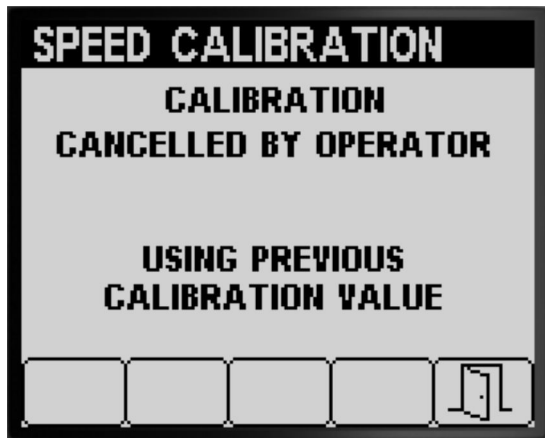 SPEED CALIBRATION
CALIBRATION
CANCELLED BY OPERATOR
USING PREVIOUS
CALIBRATION VALUE